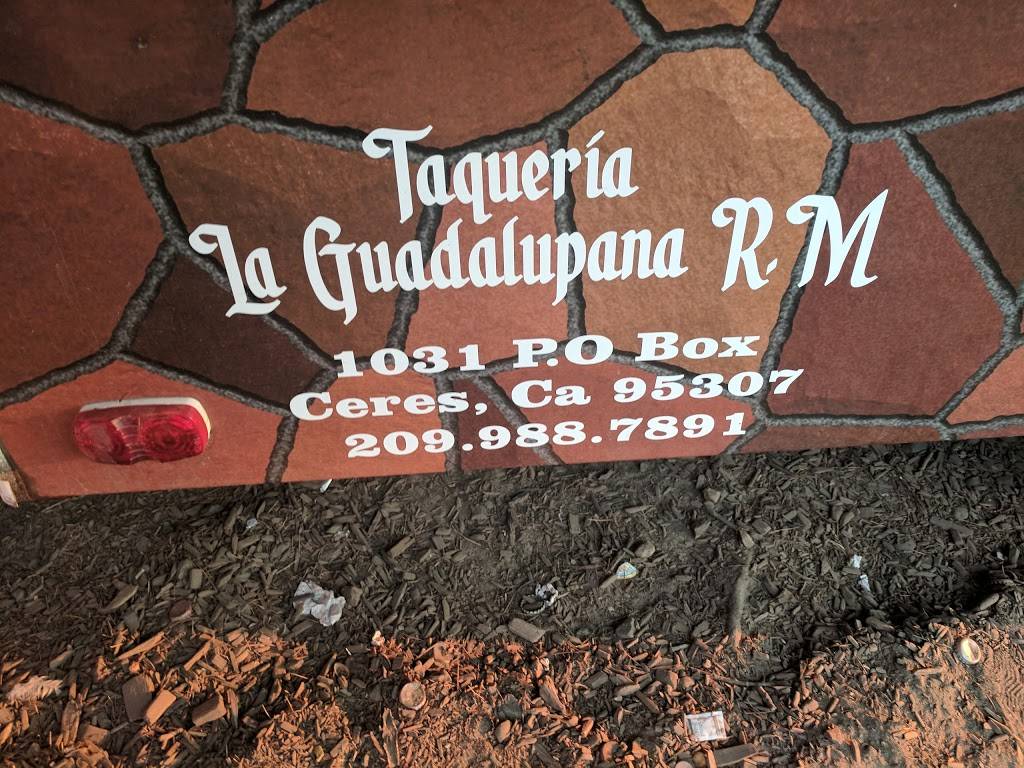 Taquería
La Guadalupana R.M
1031 P.O Box
Ceres, Ca 95307
209.988.7891